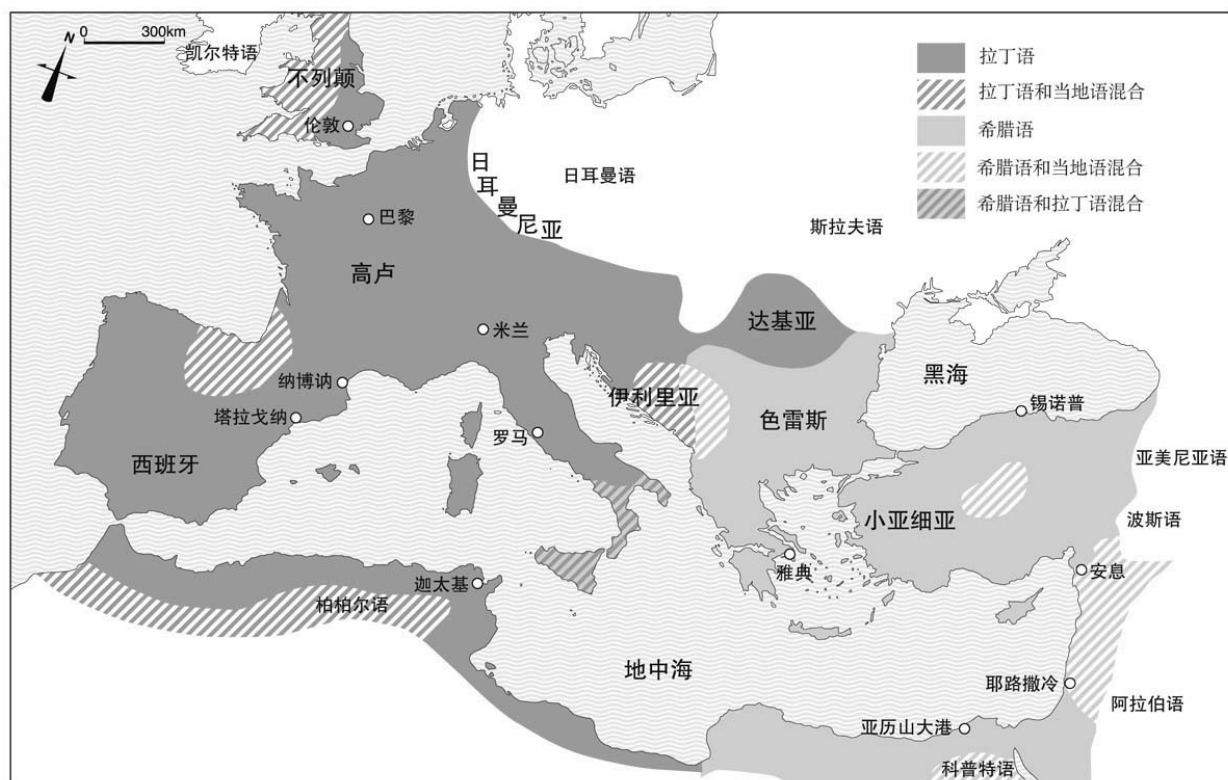 N
0 300km
凯尔特语
不列颠
伦敦
拉丁语
拉丁语和当地语混合
希腊语
希腊语和当地语混合
希腊语和拉丁语混合
日耳曼尼亚
日耳曼语
斯拉夫语
巴黎
高卢
米兰
达基亚
黑海
纳博讷
伊利里亚
色雷斯
锡诺普
塔拉戈纳
罗马
西班牙
亚美尼亚语
小亚细亚
波斯语
雅典
安息
迦太基
柏柏尔语
地中海
耶路撒冷
阿拉伯语
亚历山大港
科普特语